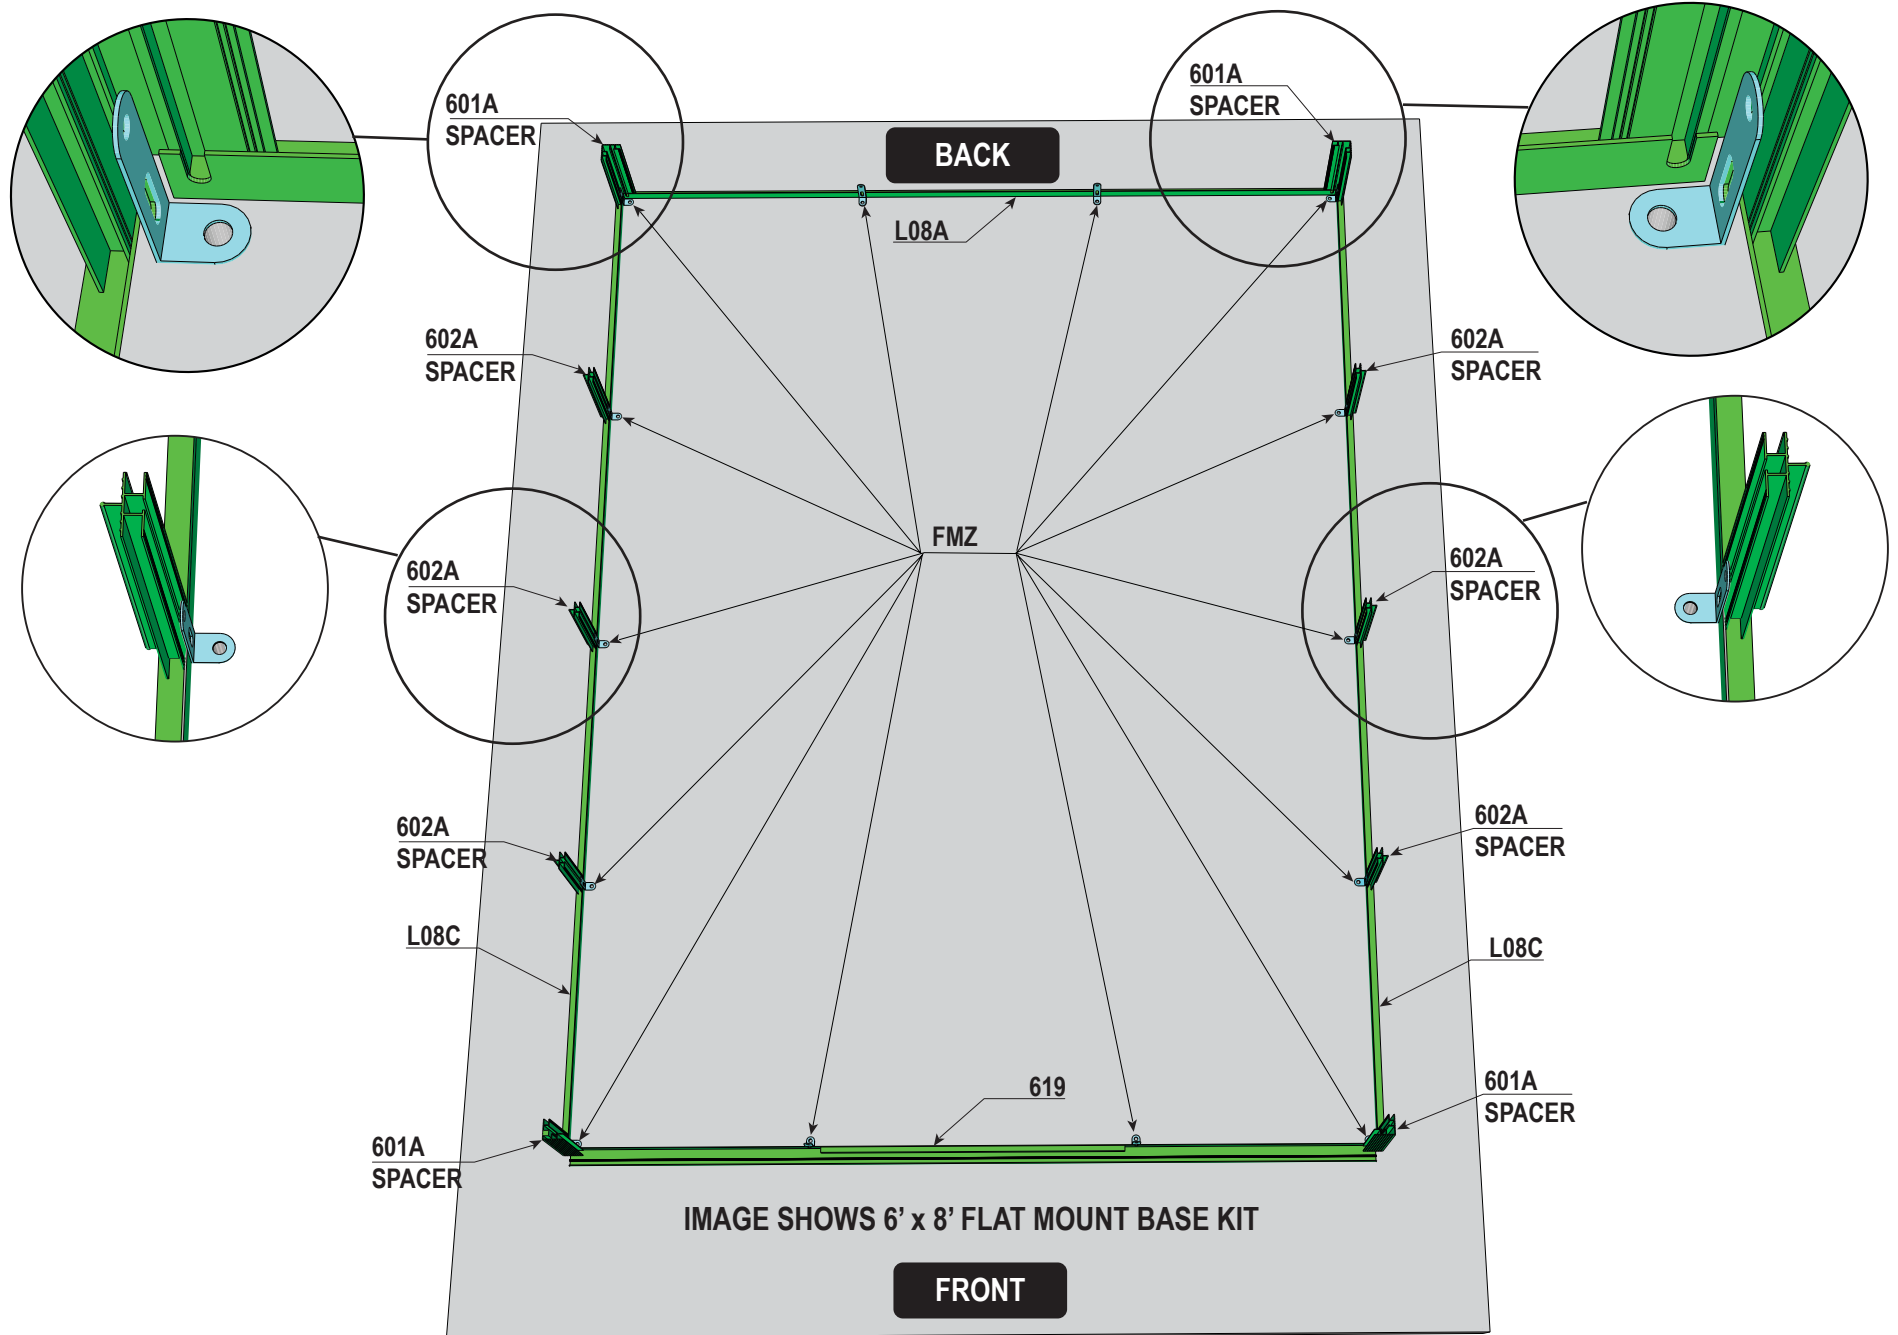 601A
SPACER
601A
SPACER
BACK
L08A
602A
SPACER
602A
SPACER
FMZ
602A
SPACER
602A
SPACER
602A
SPACER
602A
SPACER
L08C
L08C
619
601A
SPACER
601A
SPACER
IMAGE SHOWS 6’ x 8’ FLAT MOUNT BASE KIT
FRONT